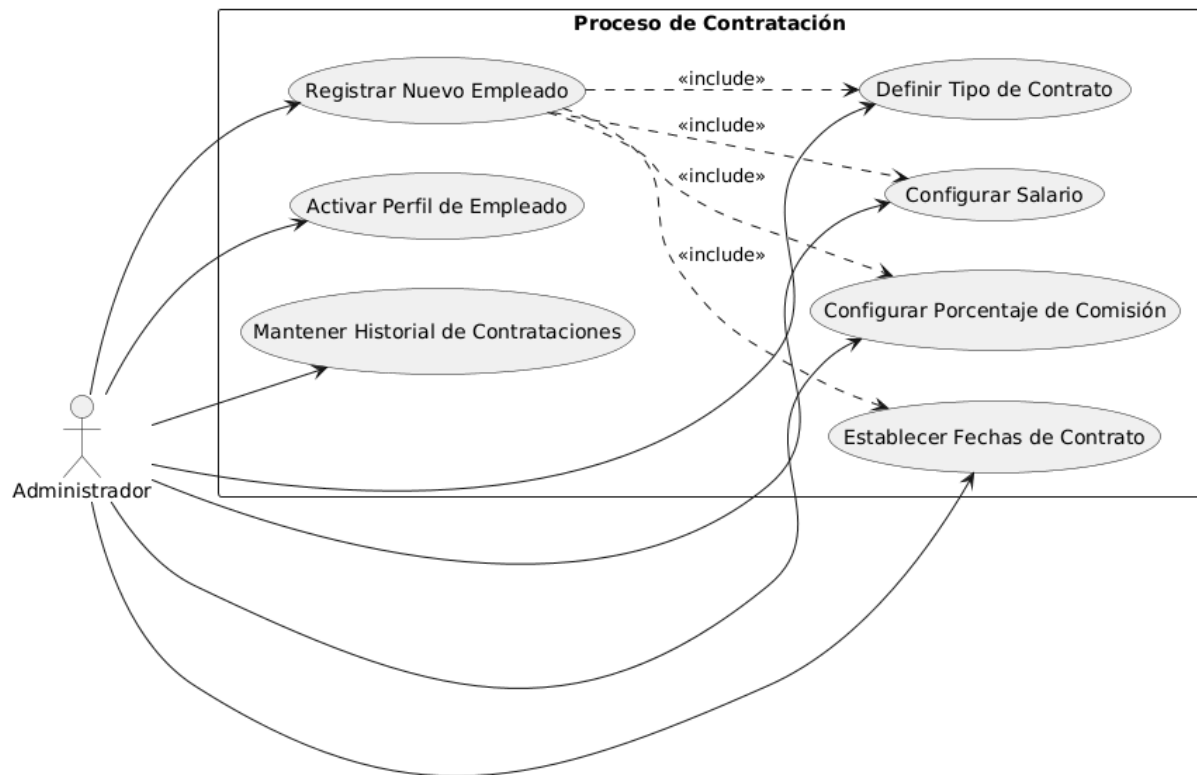 Proceso de Contratación
Registrar Nuevo Empleado
«include»
Definir Tipo de Contrato
«include»
Configurar Salario
«include»
Activar Perfil de Empleado
«include»
Configurar Porcentaje de Comisión
Mantener Historial de Contrataciones
Establecer Fechas de Contrato
Administrador